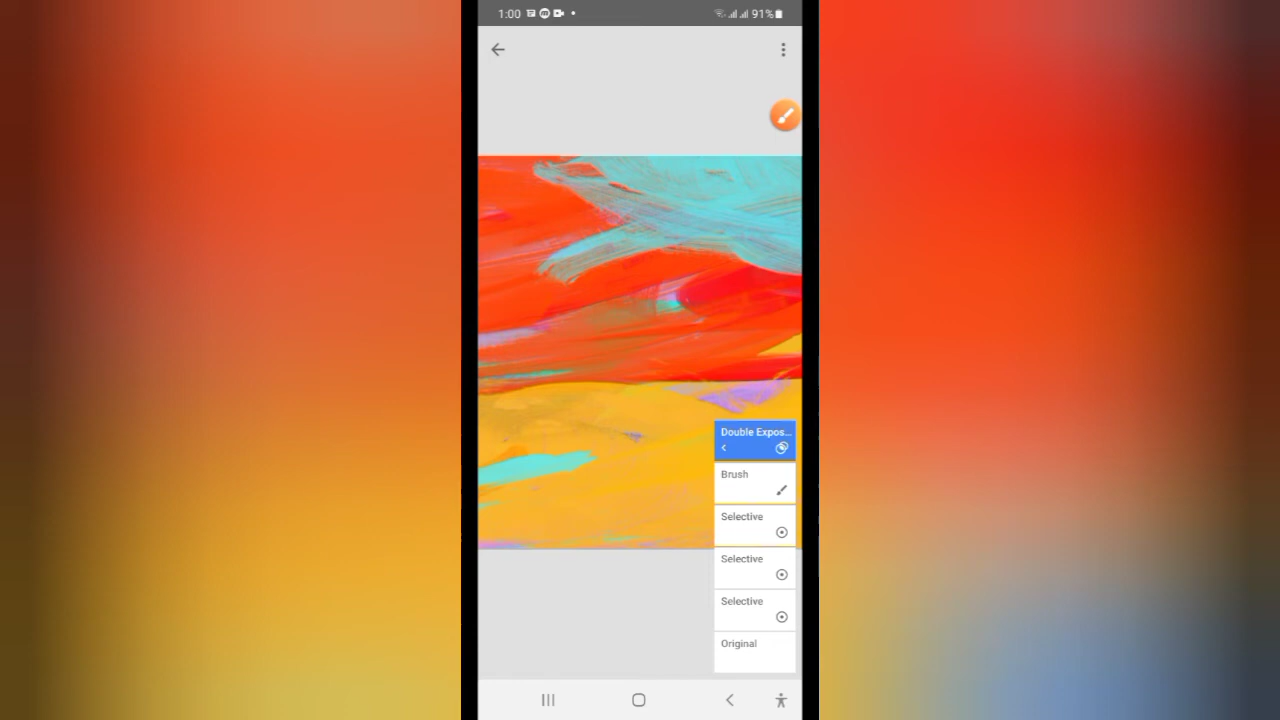 1:00
91%
Double Expos...
Brush
Selective
Selective
Selective
Original